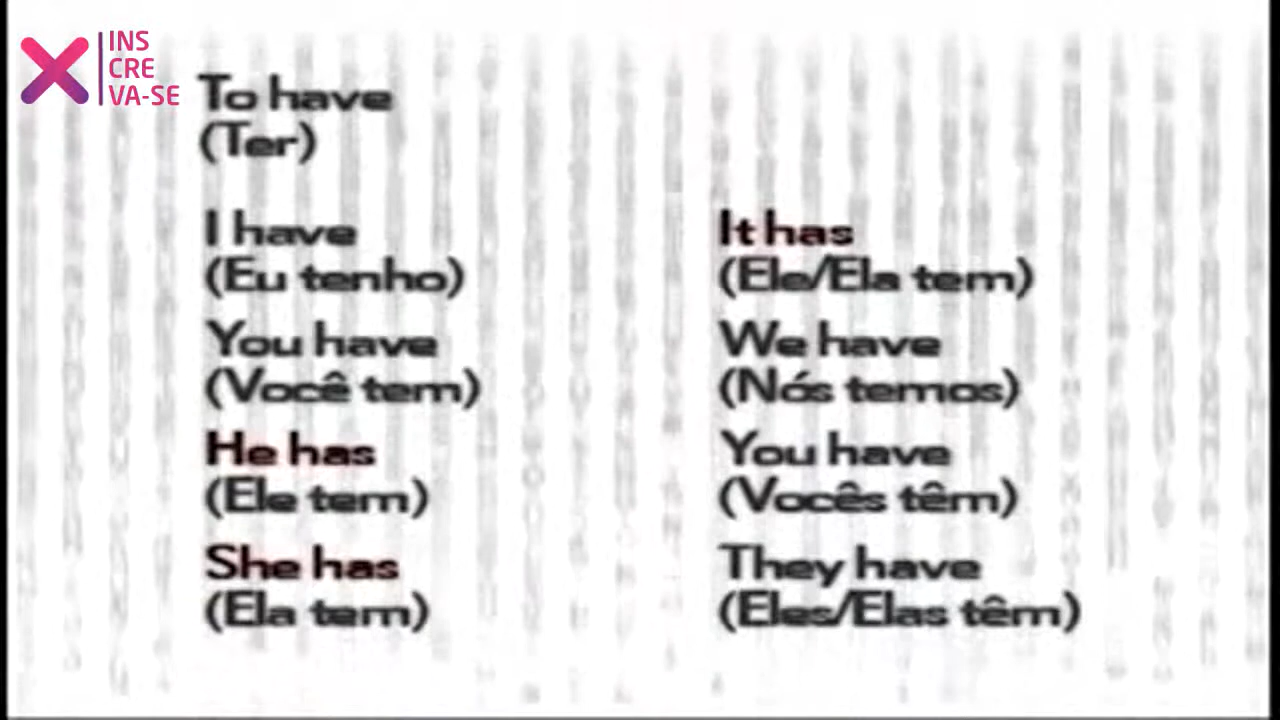 INS
CRE
VA-SE
To have
(Ter)
I have
(Eu tenho)
You have
(Você tem)
He has
(Ele tem)
She has
(Ela tem)
It has
(Ele/Ela tem)
We have
(Nós temos)
You have
(Vocês têm)
They have
(Eles/Elas têm)